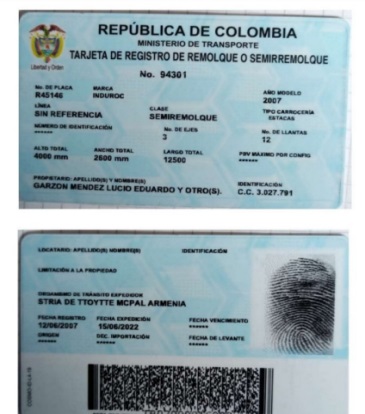 REPÚBLICA DE COLOMBIA
MINISTERIO DE TRANSPORTE
TARJETA DE REGISTRO DE REMOLQUE O SEMIRREMOLQUE
Libertad y Orden
No. 94301
No. DE PLACA MARCA AÑO MODELO
R45146 INDUROC 2007
LÍNEA CLASE TIPO CARROCERÍA
SIN REFERENCIA SEMIREMOLQUE ESTACAS
NÚMERO DE IDENTIFICACIÓN No. DE EJES No. DE LLANTAS
****** 3 12
ALTO TOTAL ANCHO TOTAL LARGO TOTAL PBV MÁXIMO POR CONFIG
4000 mm 2600 mm 12500 ******
PROPIETARIO: APELLIDO(S) Y NOMBRE(S) IDENTIFICACIÓN
GARZON MENDEZ LUCIO EDUARDO Y OTRO(S). C.C. 3.027.791
LOCATARIO: APELLIDO(S) NOMBRE(S) IDENTIFICACIÓN
LIMITACIÓN A LA PROPIEDAD
ORGANISMO DE TRÁNSITO EXPEDIDOR
STRIA DE TTOYTTE MCPAL ARMENIA
FECHA REGISTRO FECHA EXPEDICIÓN FECHA VENCIMIENTO
12/06/2007 15/06/2022 ******
ORIGEN DEC. IMPORTACIÓN FECHA DE LEVANTE
****** ****** ******